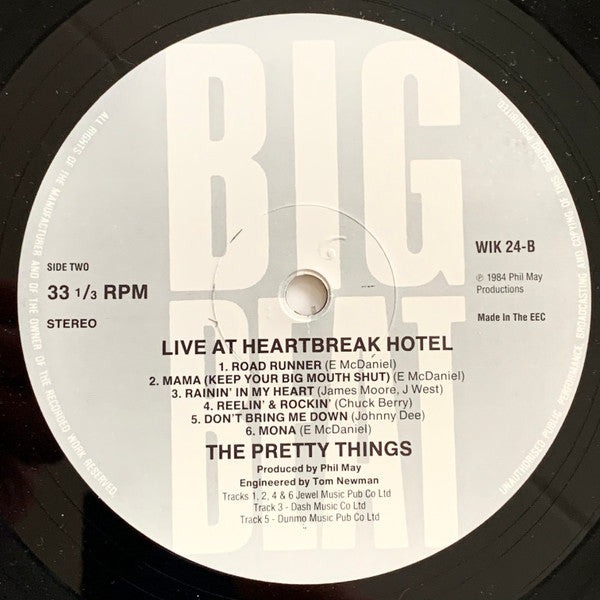 BIG
BEAT
SIDE TWO
33 1/3 RPM
STEREO
WIK 24-B
℗ 1984 Phil May
Productions
Made In The EEC
LIVE AT HEARTBREAK HOTEL
1. ROAD RUNNER (E McDaniel)
2. MAMA (KEEP YOUR BIG MOUTH SHUT) (E McDaniel)
3. RAININ' IN MY HEART (James Moore, J West)
4. REELIN' & ROCKIN' (Chuck Berry)
5. DON'T BRING ME DOWN (Johnny Dee)
6. MONA (E McDaniel)
THE PRETTY THINGS
Produced by Phil May
Engineered by Tom Newman
Tracks 1, 2, 4 & 6 Jewel Music Pub Co Ltd
Track 3 - Dash Music Co Ltd
Track 5 - Dunmo Music Pub Co Ltd
ALL RIGHTS OF THE MANUFACTURER AND OF THE OWNER OF THE RECORDED WORK RESERVED.
UNAUTHORISED PUBLIC PERFORMANCE, BROADCASTING AND COPYING OF THIS RECORD PROHIBITED.